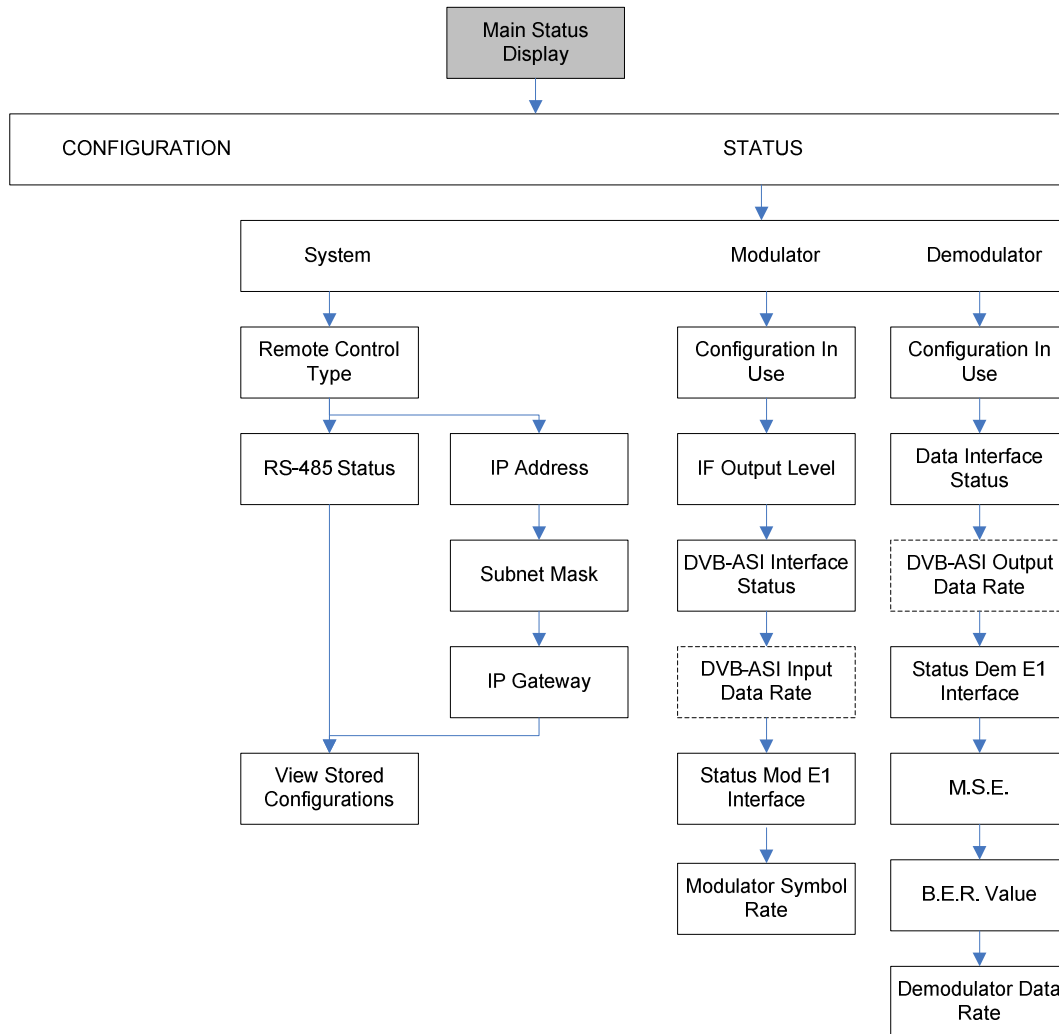 Main Status
Display
CONFIGURATION
STATUS
System
Modulator
Demodulator
Remote Control
Type
Configuration In
Use
Configuration In
Use
RS-485 Status
IP Address
IF Output Level
Data Interface
Status
Subnet Mask
DVB-ASI Interface
Status
DVB-ASI Output
Data Rate
IP Gateway
DVB-ASI Input
Data Rate
Status Dem E1
Interface
View Stored
Configurations
Status Mod E1
Interface
M.S.E.
Modulator Symbol
Rate
B.E.R. Value
Demodulator Data
Rate